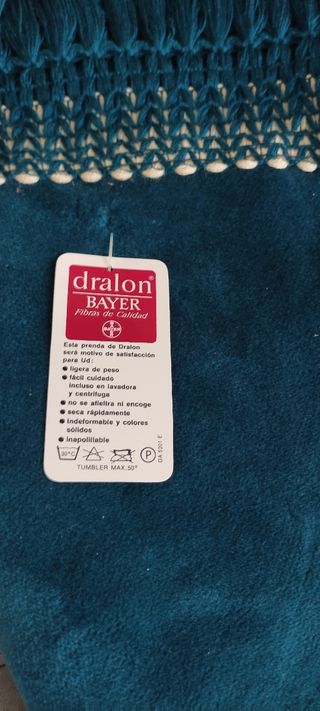 dralon®
BAYER
Fibras de Calidad
BAYER
Esta prenda de Dralon
será motivo de satisfacción
para Ud:
● ligera de peso
● fácil cuidado
incluso en lavadora
y centrífuga
● no se afieltra ni encoge
● seca rápidamente
● indeformable y colores
sólidos
● inapolillable
30°C P
TUMBLER MAX.50°
DA 5201 E